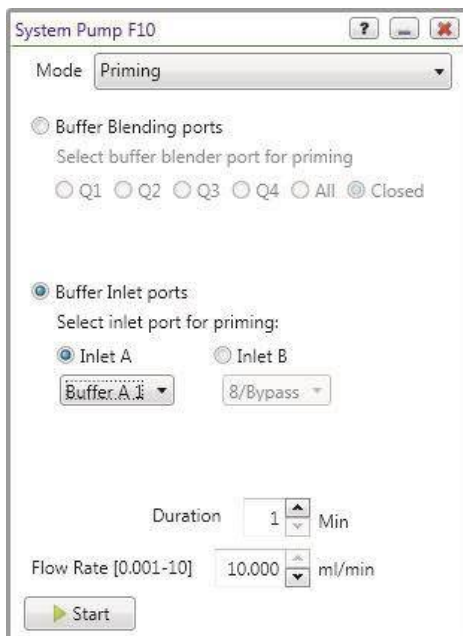 System Pump F10 ?
Mode Priming
Buffer Blending ports
Select buffer blender port for priming
Q1 Q2 Q3 Q4 All Closed
Buffer Inlet ports
Select inlet port for priming:
Inlet A Inlet B
Buffer A 1 8/Bypass
Duration 1 Min
Flow Rate [0.001-10] 10.000 ml/min
Start